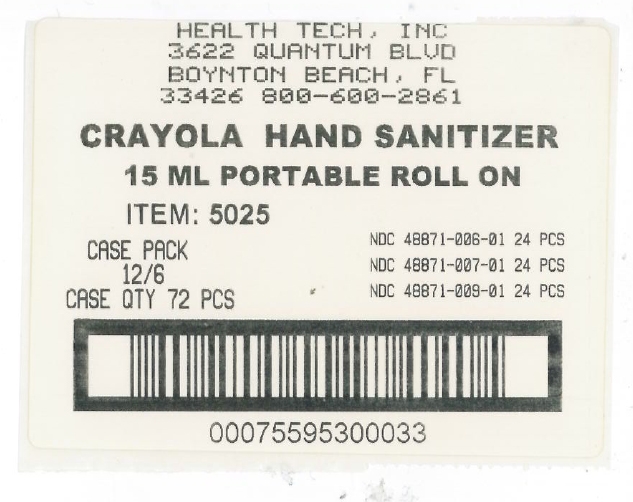 HEALTH TECH, INC
3622 QUANTUM BLVD
BOYNTON BEACH, FL
33426 800-600-2861
CRAYOLA HAND SANITIZER
15 ML PORTABLE ROLL ON
ITEM: 5025
CASE PACK
12/6
CASE QTY 72 PCS
NDC 48871-006-01 24 PCS
NDC 48871-007-01 24 PCS
NDC 48871-009-01 24 PCS
00075595300033